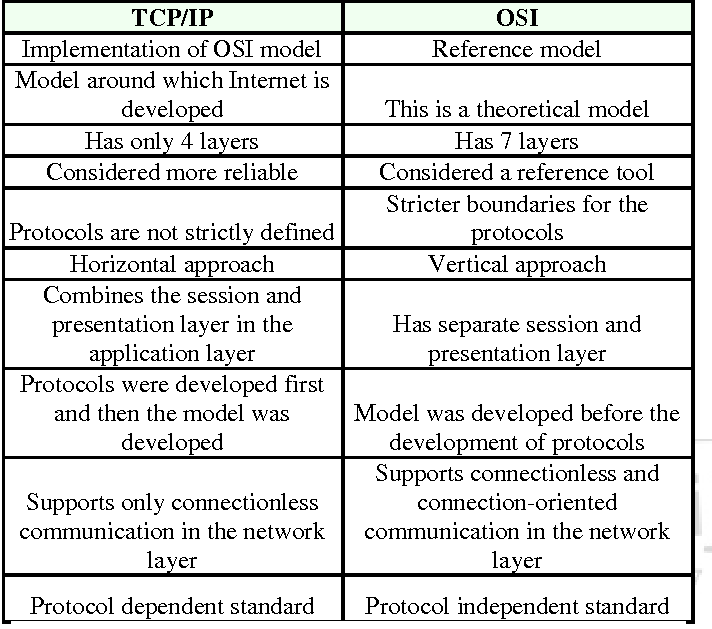 TCP/IP OSI
Implementation of OSI model Reference model
Model around which Internet is
developed This is a theoretical model
Has only 4 layers Has 7 layers
Considered more reliable Considered a reference tool
Stricter boundaries for the
Protocols are not strictly defined protocols
Horizontal approach Vertical approach
Combines the session and
presentation layer in the
application layer
Has separate session and
presentation layer
Protocols were developed first
and then the model was
developed
Model was developed before the
development of protocols
Supports only connectionless
communication in the network
layer
Supports connectionless and
connection-oriented
communication in the network
layer
Protocol dependent standard Protocol independent standard